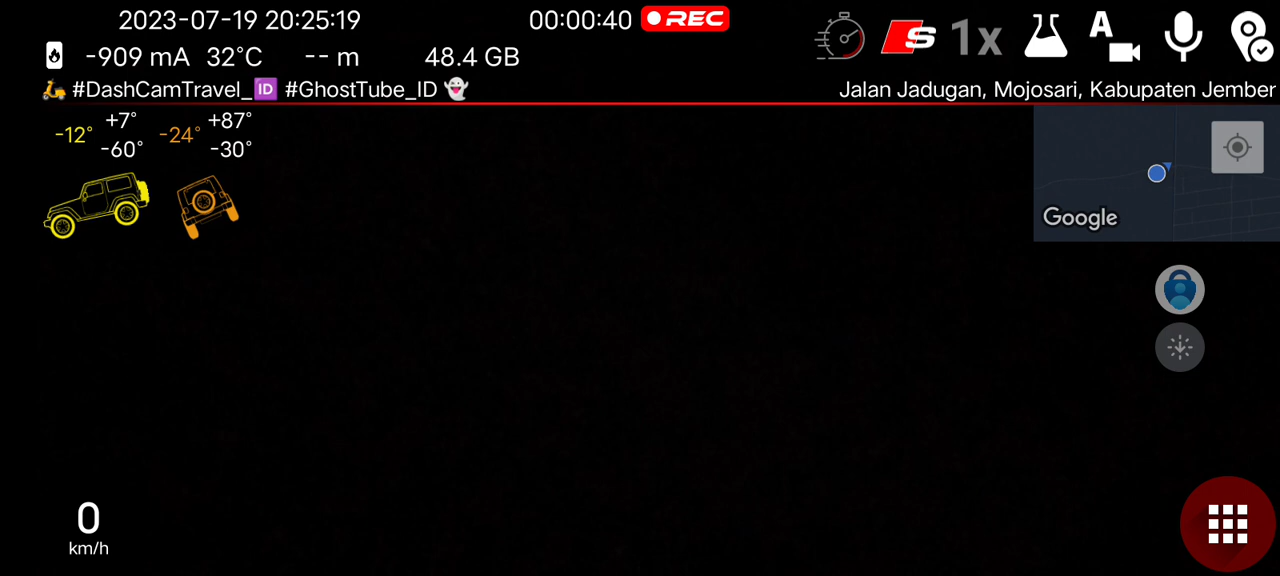 2023-07-19 20:25:19
00:00:40 REC
-909 mA 32°C -- m 48.4 GB
S 1x A
🛵 #DashCamTravel_🆔 #GhostTube_ID 👻
Jalan Jadugan, Mojosari, Kabupaten Jember
-12° +7° -60°
-24° +87° -30°
Google
0
km/h